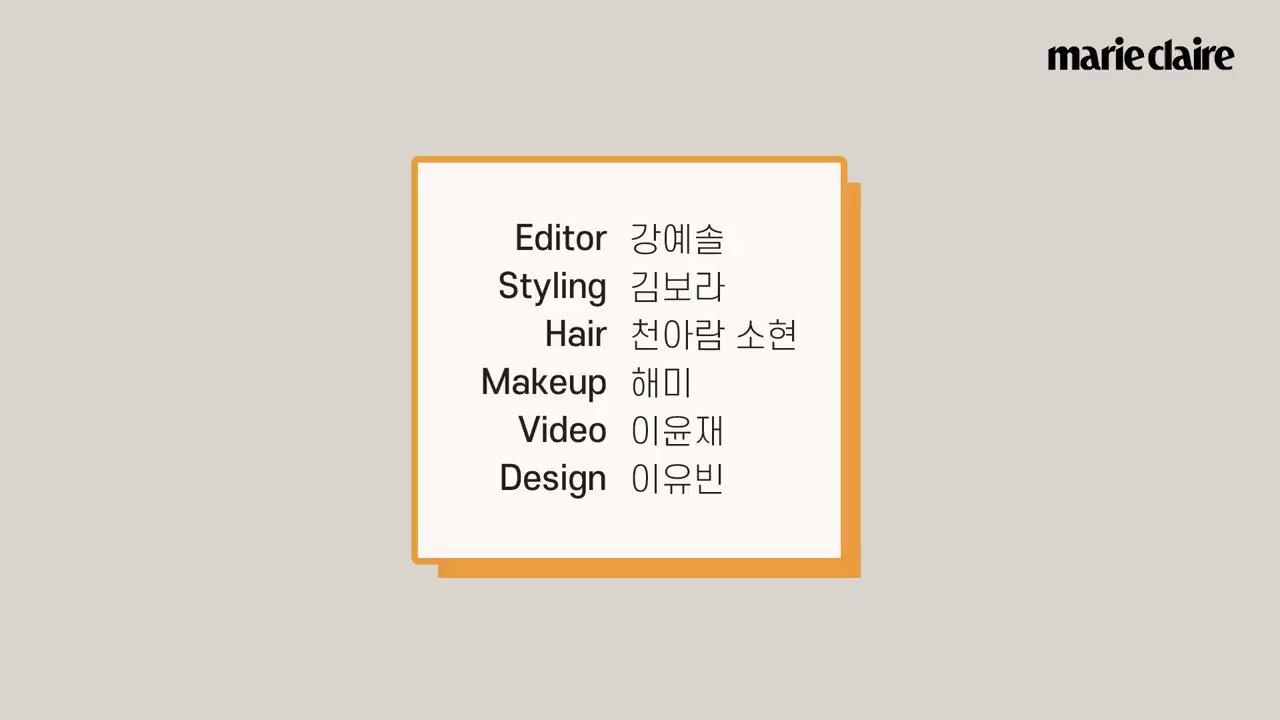 marie claire
Editor 강예솔
Styling 김보라
Hair 천아람 소현
Makeup 해미
Video 이윤재
Design 이유빈